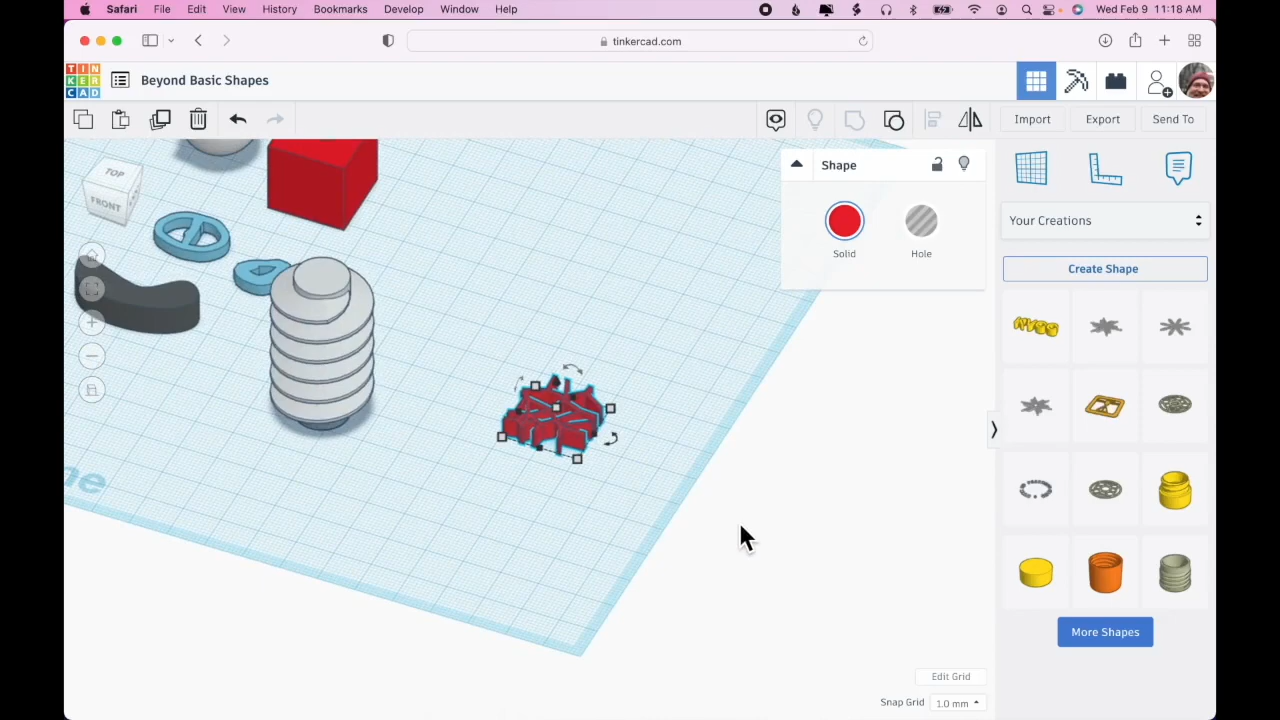 Safari File Edit View History Bookmarks Develop Window Help Wed Feb 9 11:18 AM
tinkercad.com
TIN
KER
CAD
Beyond Basic Shapes
Import Export Send To
Shape
Solid Hole
TOP
FRONT
Your Creations
Create Shape
More Shapes
Edit Grid
Snap Grid 1.0 mm